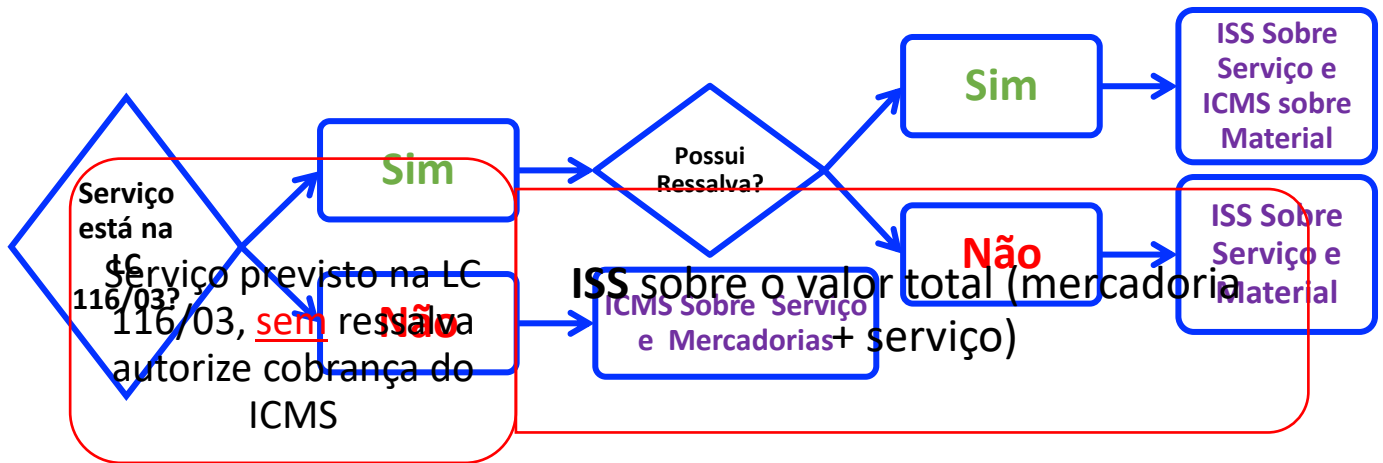 Serviço
está na
LC
116/03?
Sim
Não
Possui
Ressalva?
ICMS Sobre Serviço
e Mercadorias
Sim
Não
ISS Sobre
Serviço e
ICMS sobre
Material
ISS Sobre
Serviço e
Material
Serviço previsto na LC
116/03, sem ressalva
autorize cobrança do
ICMS
ISS sobre o valor total (mercadoria
+ serviço)